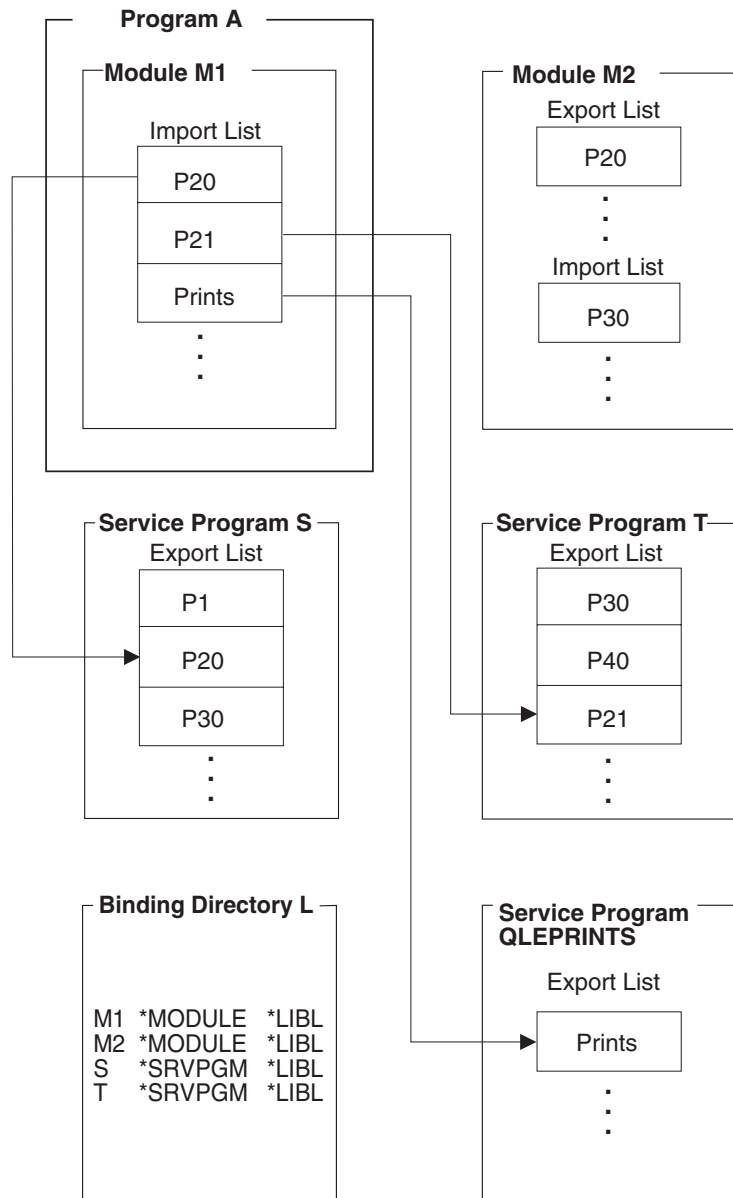 Program A
Module M1
Import List
P20
P21
Prints
Module M2
Export List
P20
Import List
P30
Service Program S
Export List
P1
P20
P30
Service Program T
Export List
P30
P40
P21
Binding Directory L
M1 *MODULE *LIBL
M2 *MODULE *LIBL
S *SRVPGM *LIBL
T *SRVPGM *LIBL
Service Program
QLEPRINTS
Export List
Prints